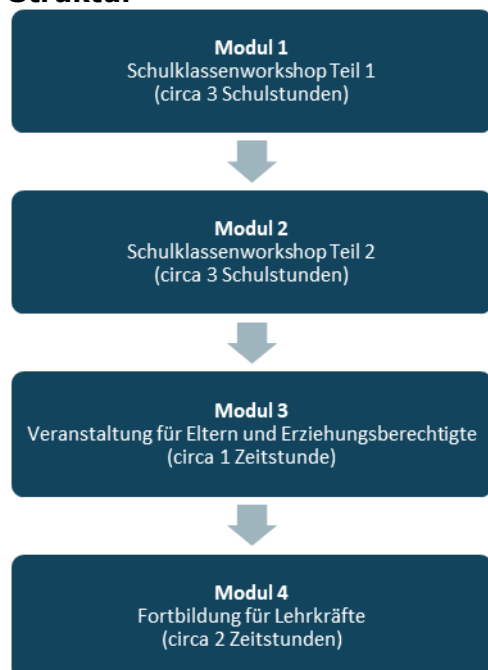 Struktur
Modul 1
Schulklassenworkshop Teil 1
(circa 3 Schulstunden)
Modul 2
Schulklassenworkshop Teil 2
(circa 3 Schulstunden)
Modul 3
Veranstaltung für Eltern und Erziehungsberechtigte
(circa 1 Zeitstunde)
Modul 4
Fortbildung für Lehrkräfte
(circa 2 Zeitstunden)